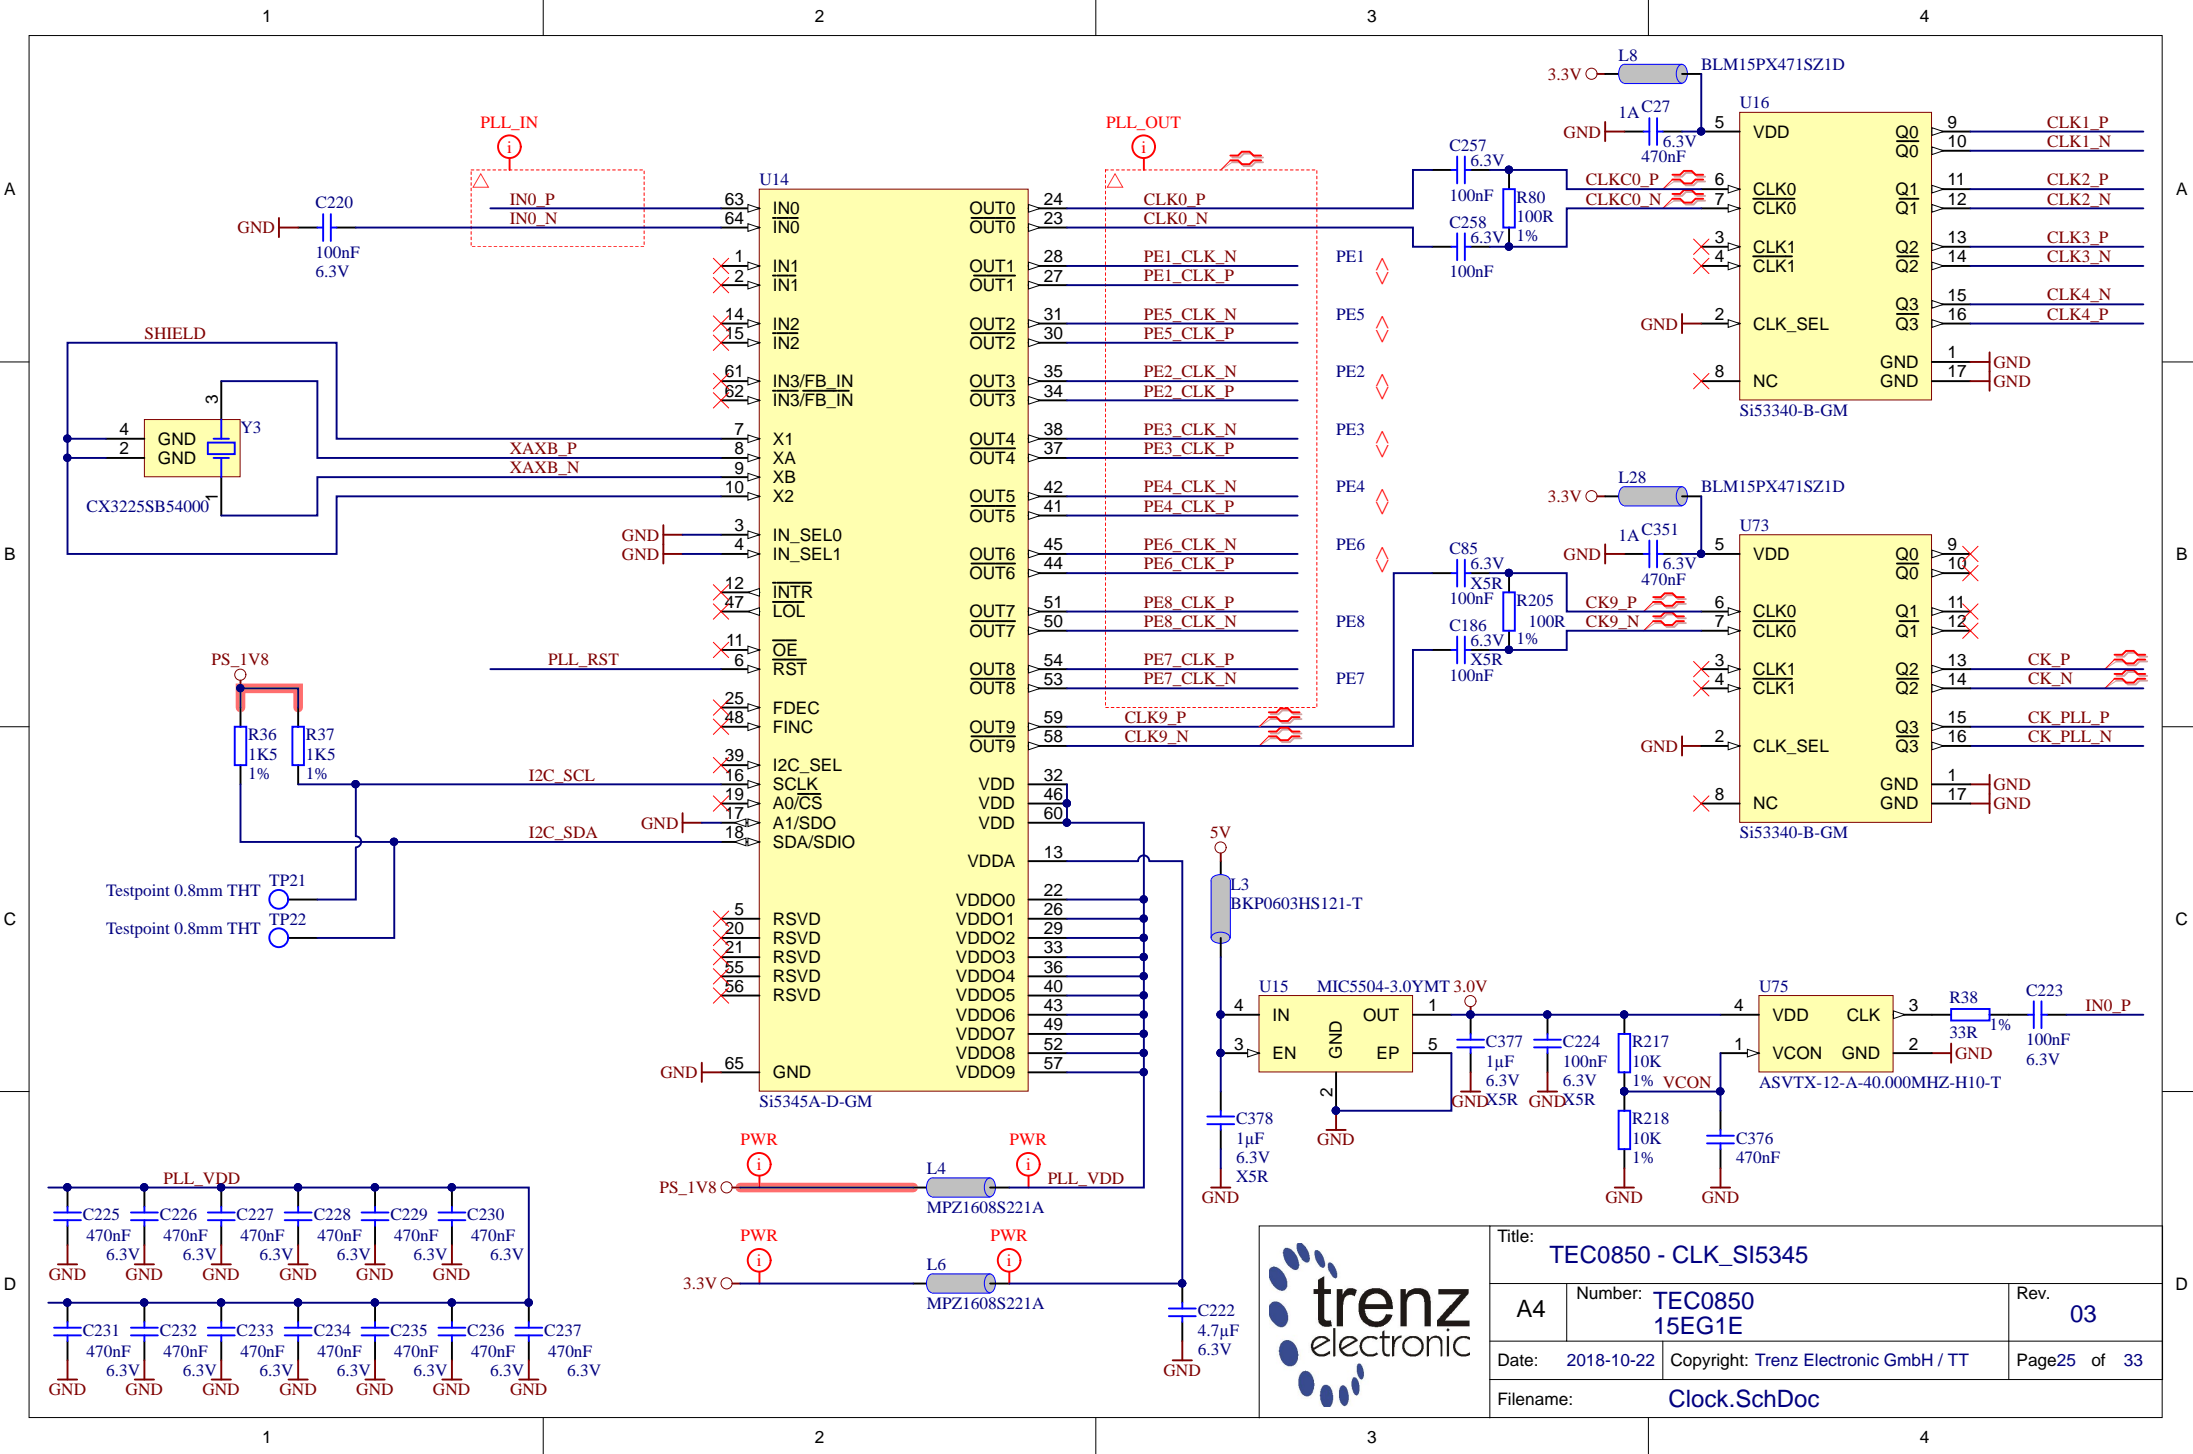 1
2
3
4
A
B
C
D
A
B
C
D
1
2
3
4
PLL_IN
i
IN0_P
IN0_N
GND
C220
100nF
6.3V
SHIELD
4
2
GND
GND
3
1
Y3
CX3225SB54000
XAXB_P
XAXB_N
GND
GND
PLL_RST
PS_1V8
R36
1K5
1%
R37
1K5
1%
I2C_SCL
GND
I2C_SDA
Testpoint 0.8mm THT
TP21
Testpoint 0.8mm THT
TP22
GND
U14
63 IN0
64 IN0
1 IN1
2 IN1
14 IN2
15 IN2
61 IN3/FB_IN
62 IN3/FB_IN
7 X1
8 XA
9 XB
10 X2
3 IN_SEL0
4 IN_SEL1
12 INTR
47 LOL
11 OE
6 RST
25 FDEC
48 FINC
39 I2C_SEL
16 SCLK
19 A0/CS
17 A1/SDO
18 SDA/SDIO
5 RSVD
20 RSVD
21 RSVD
55 RSVD
56 RSVD
65 GND
Si5345A-D-GM
PLL_OUT
i
OUT0 24 CLK0_P
OUT0 23 CLK0_N
OUT1 28 PE1_CLK_N PE1
OUT1 27 PE1_CLK_P
OUT2 31 PE5_CLK_N PE5
OUT2 30 PE5_CLK_P
OUT3 35 PE2_CLK_N PE2
OUT3 34 PE2_CLK_P
OUT4 38 PE3_CLK_N PE3
OUT4 37 PE3_CLK_P
OUT5 42 PE4_CLK_N PE4
OUT5 41 PE4_CLK_P
OUT6 45 PE6_CLK_N PE6
OUT6 44 PE6_CLK_P
OUT7 51 PE8_CLK_P
OUT7 50 PE8_CLK_N PE8
OUT8 54 PE7_CLK_P
OUT8 53 PE7_CLK_N PE7
OUT9 59 CLK9_P
OUT9 58 CLK9_N
VDD 32
VDD 46
VDD 60
VDDA 13
VDDO0 22
VDDO1 26
VDDO2 29
VDDO3 33
VDDO4 36
VDDO5 40
VDDO6 43
VDDO7 49
VDDO8 52
VDDO9 57
C257
6.3V
100nF
R80
100R
1%
C258
6.3V
100nF
CLKC0_P
CLKC0_N
3.3V
L8
BLM15PX471SZ1D
1A
C27
6.3V
470nF
GND
U16
5 VDD
6 CLK0
7 CLK0
3 CLK1
4 CLK1
GND 2 CLK_SEL
8 NC
Q0 9 CLK1_P
Q0 10 CLK1_N
Q1 11 CLK2_P
Q1 12 CLK2_N
Q2 13 CLK3_P
Q2 14 CLK3_N
Q3 15 CLK4_N
Q3 16 CLK4_P
GND 1 GND
GND 17 GND
Si53340-B-GM
C85
6.3V
X5R
100nF
R205
100R
1%
C186
6.3V
X5R
100nF
CK9_P
CK9_N
3.3V
L28
BLM15PX471SZ1D
1A
C351
6.3V
470nF
GND
U73
5 VDD
6 CLK0
7 CLK0
3 CLK1
4 CLK1
GND 2 CLK_SEL
8 NC
Q0 9
Q0 10
Q1 11
Q1 12
Q2 13 CK_P
Q2 14 CK_N
Q3 15 CK_PLL_P
Q3 16 CK_PLL_N
GND 1 GND
GND 17 GND
Si53340-B-GM
5V
L3
BKP0603HS121-T
U15
MIC5504-3.0YMT
4 IN
3 EN
GND
2
OUT 1
EP 5
3.0V
GND
C378
1µF
6.3V
X5R
GND
C377
1µF
6.3V
X5R
GND
C224
100nF
6.3V
X5R
GND
R217
10K
1%
VCON
R218
10K
1%
GND
C376
470nF
GND
U75
4 VDD
1 VCON
CLK 3
GND 2
GND
ASVTX-12-A-40.000MHZ-H10-T
R38
33R
1%
C223
100nF
6.3V
IN0_P
PWR
i
PWR
i
PS_1V8
L4
MPZ1608S221A
PLL_VDD
PWR
i
PWR
i
3.3V
L6
MPZ1608S221A
C222
4.7µF
6.3V
GND
PLL_VDD
C225 C226 C227 C228 C229 C230
470nF 470nF 470nF 470nF 470nF 470nF
6.3V 6.3V 6.3V 6.3V 6.3V 6.3V
GND GND GND GND GND GND
C231 C232 C233 C234 C235 C236 C237
470nF 470nF 470nF 470nF 470nF 470nF 470nF
6.3V 6.3V 6.3V 6.3V 6.3V 6.3V 6.3V
GND GND GND GND GND GND GND
trenz
electronic
Title:
TEC0850 - CLK_SI5345
A4
Number: TEC0850
15EG1E
Rev.
03
Date: 2018-10-22
Copyright: Trenz Electronic GmbH / TT
Page25 of 33
Filename: Clock.SchDoc